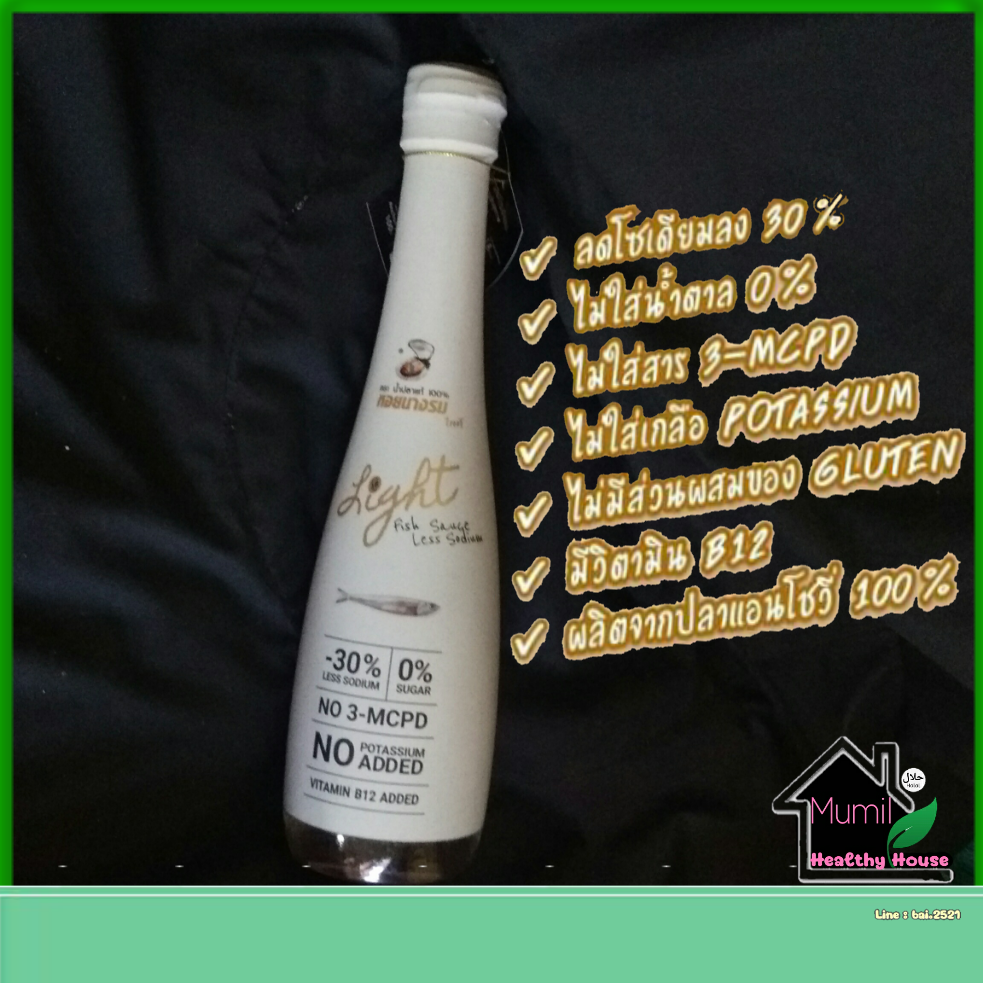 ตรา น้ำปลาแท้ 100%
หอยนางรม
Light
Fish Sauce
Less Sodium
-30%
LESS SODIUM
0%
SUGAR
NO 3-MCPD
NO POTASSIUM ADDED
VITAMIN B12 ADDED
ลดโซเดียมลง 30%
ไม่ใส่น้ำตาล 0%
ไม่ใส่สาร 3-MCPD
ไม่ใส่เกลือ POTASSIUM
ไม่มีส่วนผสมของ GLUTEN
มีวิตามิน B12
ผลิตจากปลาแอนโชวี่ 100%
حلال
Halal
Mumil
Healthy House
Line : bai.2521